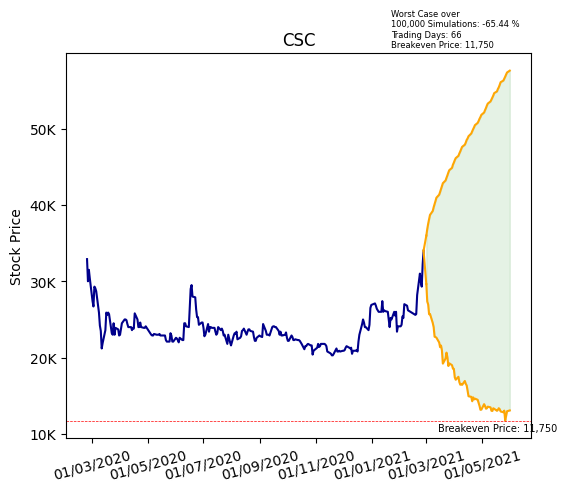 Worst Case over
100,000 Simulations: -65.44 %
Trading Days: 66
Breakeven Price: 11,750
CSC
Stock Price
50K
40K
30K
20K
10K
Breakeven Price: 11,750
01/03/2020
01/05/2020
01/07/2020
01/09/2020
01/11/2020
01/01/2021
01/03/2021
01/05/2021